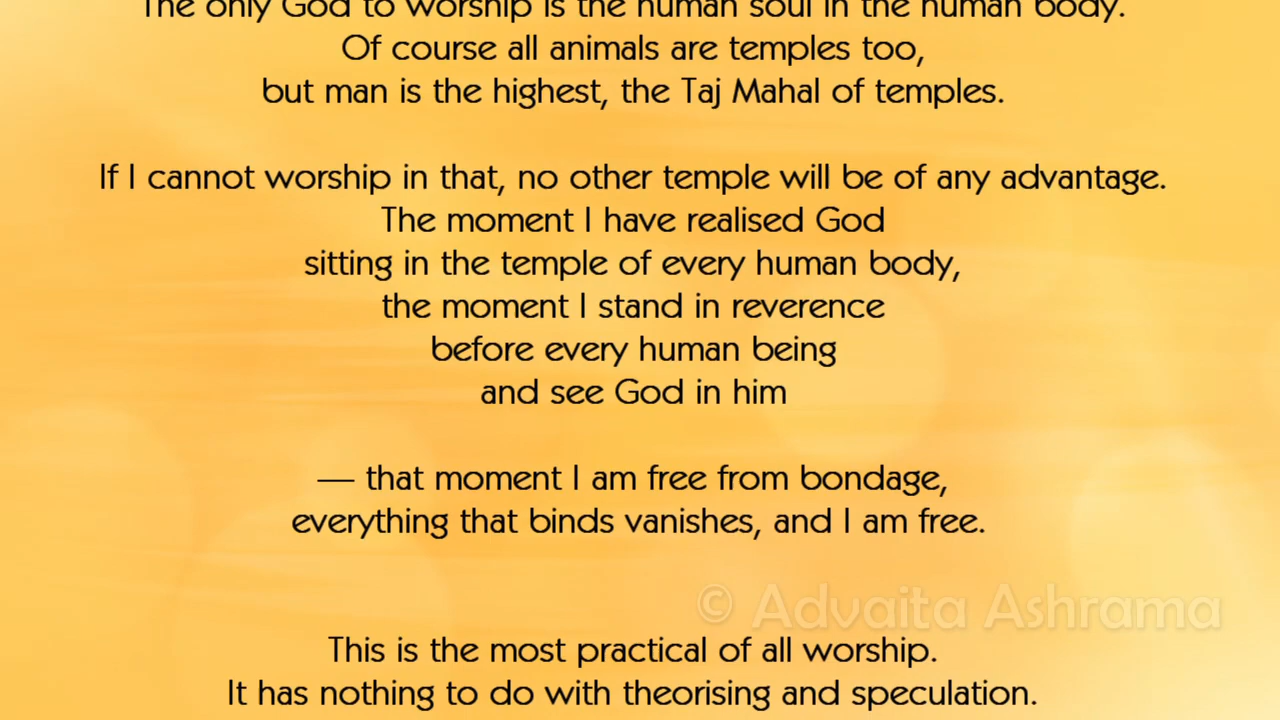 The only God to worship is the human soul in the human body.
Of course all animals are temples too,
but man is the highest, the Taj Mahal of temples.
If I cannot worship in that, no other temple will be of any advantage.
The moment I have realised God
sitting in the temple of every human body,
the moment I stand in reverence
before every human being
and see God in him
— that moment I am free from bondage,
everything that binds vanishes, and I am free.
© Advaita Ashrama
This is the most practical of all worship.
It has nothing to do with theorising and speculation.